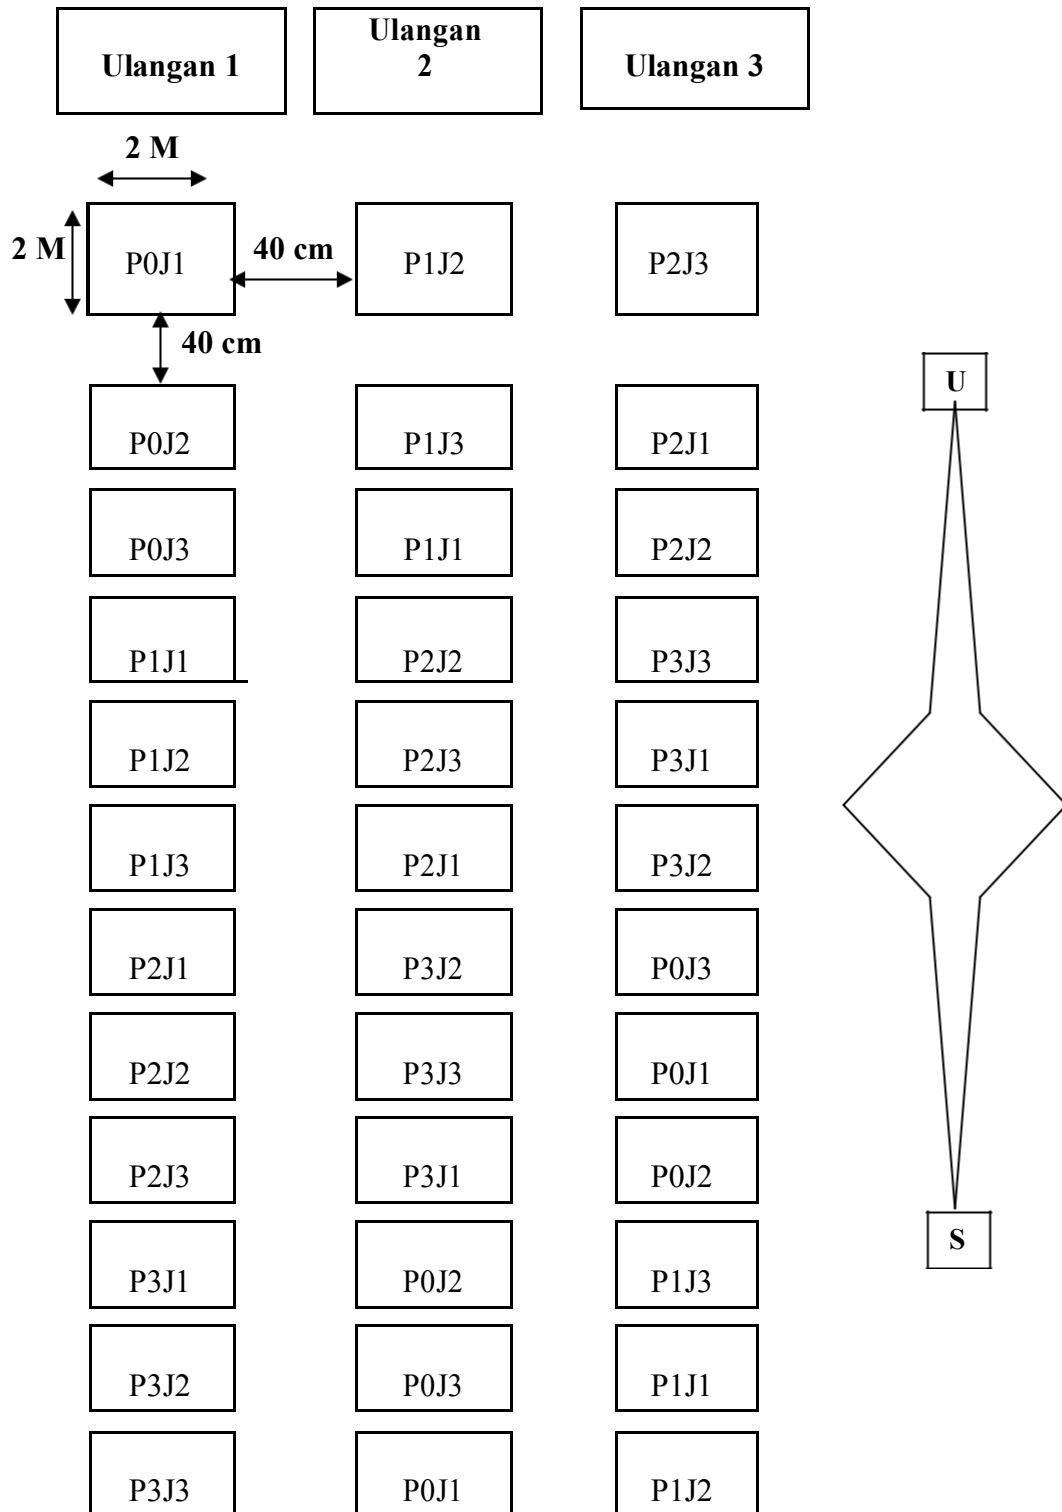 Ulangan 1
Ulangan
2
Ulangan 3
2 M
2 M
P0J1
40 cm
P1J2
P2J3
40 cm
P0J2
P1J3
P2J1
U
P0J3
P1J1
P2J2
P1J1
P2J2
P3J3
P1J2
P2J3
P3J1
P1J3
P2J1
P3J2
P2J1
P3J2
P0J3
P2J2
P3J3
P0J1
P2J3
P3J1
P0J2
P3J1
P0J2
P1J3
S
P3J2
P0J3
P1J1
P3J3
P0J1
P1J2